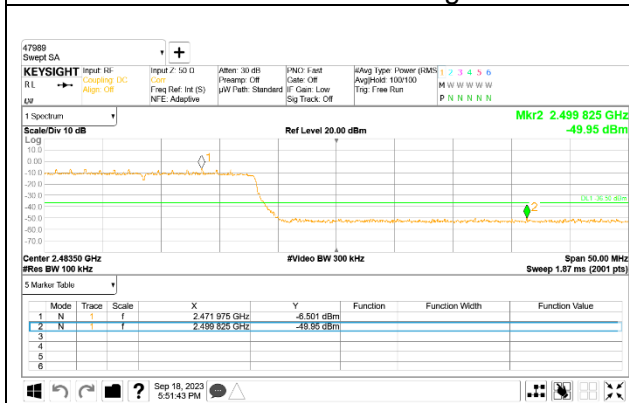 47989
Swept SA
KEYSIGHT Input: RF Input Z: 50 Ω Atten: 30 dB PNO: Fast #Avg Type: Power (RMS 1 2 3 4 5 6
RL Coupling: DC Corr Preamp: Off Gate: Off Avg|Hold: 100/100 M W W W W W
Align: Off Freq Ref: Int (S) µW Path: Standard IF Gain: Low Trig: Free Run
NFE: Adaptive Sig Track: Off P N N N N N
1 Spectrum Mkr2 2.499 825 GHz
Scale/Div 10 dB Ref Level 20.00 dBm -49.95 dBm
Log
10.0
0.00
1
-10.0
-20.0
-30.0
-40.0
2
-50.0
-60.0
-70.0
Center 2.48350 GHz #Video BW 300 kHz Span 50.00 MHz
#Res BW 100 kHz Sweep 1.87 ms (2001 pts)
5 Marker Table
Mode Trace Scale X Y Function Function Width Function Value
1 N 1 f 2.471 975 GHz -6.501 dBm
2 N 1 f 2.499 825 GHz -49.95 dBm
3
4
5
6
? Sep 18, 2023
5:51:43 PM